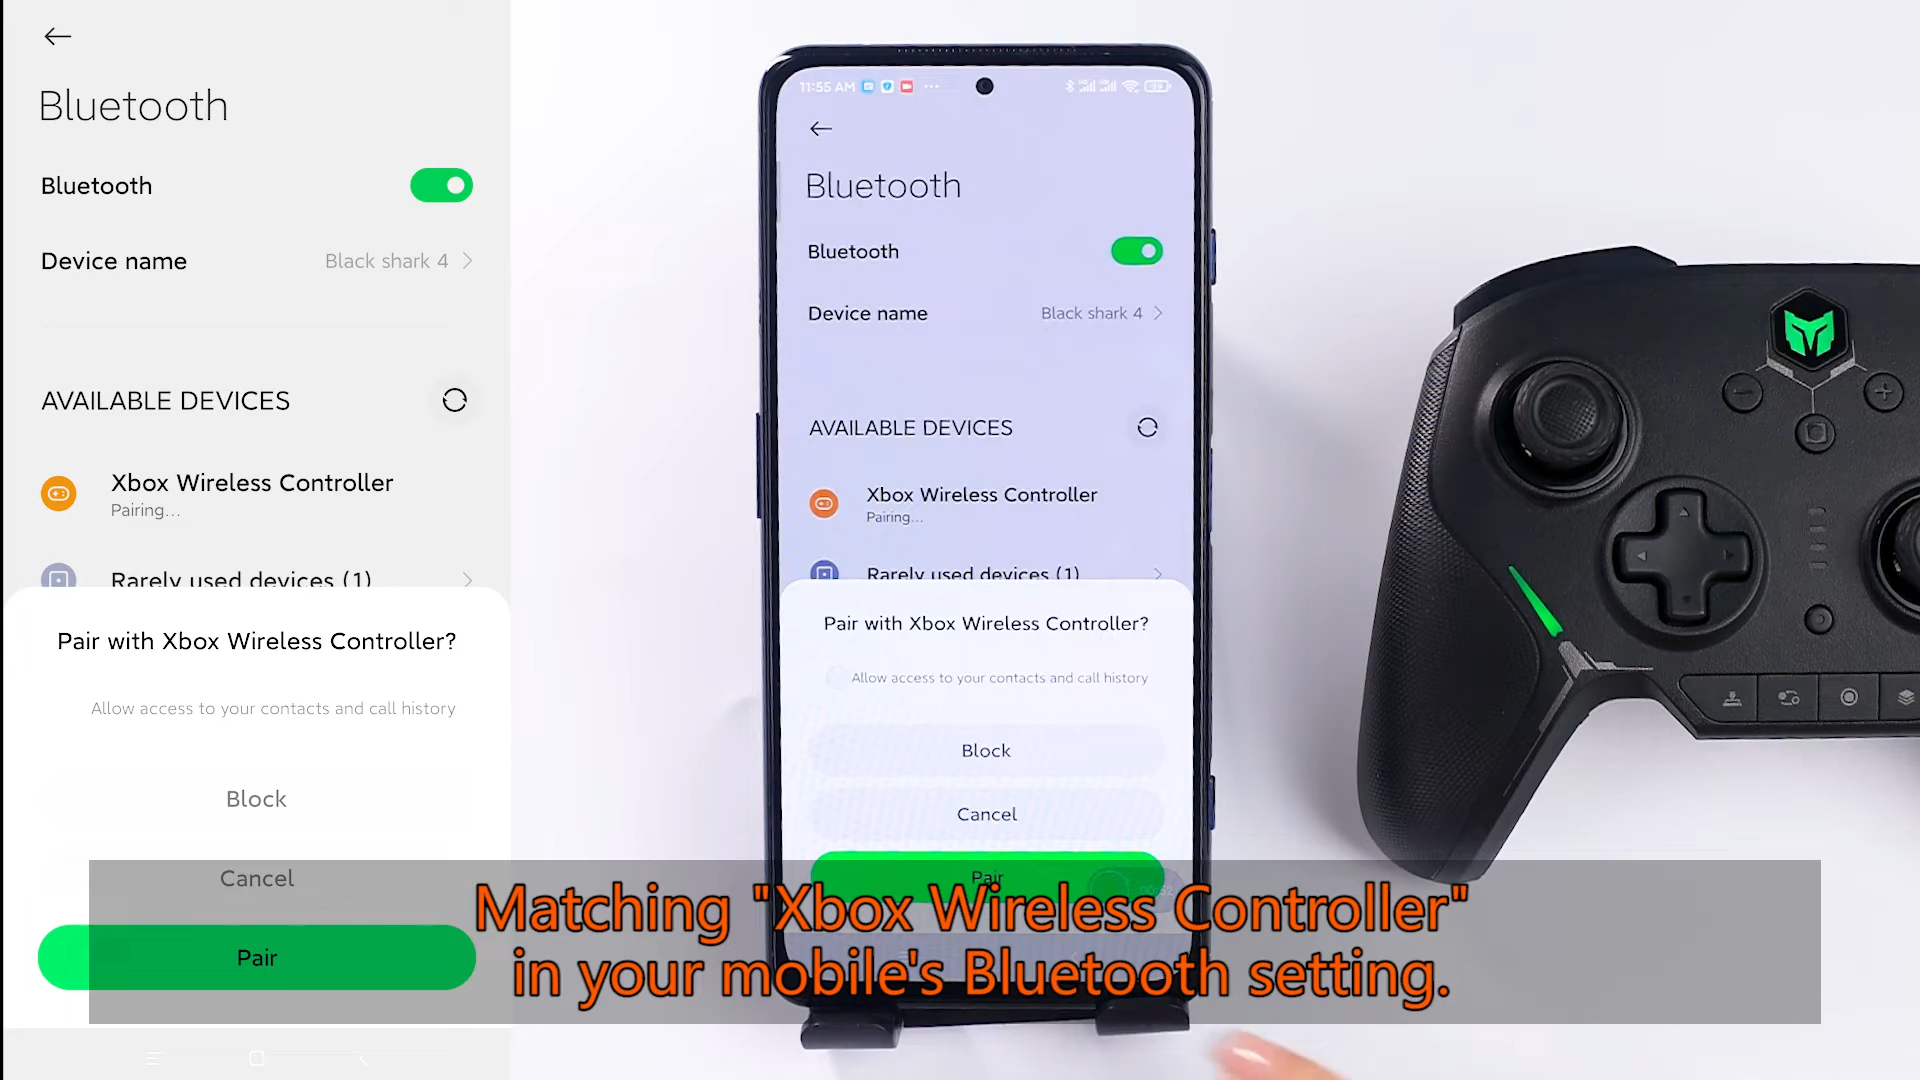 Bluetooth
Bluetooth
Device name
Black shark 4
AVAILABLE DEVICES
Xbox Wireless Controller
Pairing...
Rarely used devices (1)
Pair with Xbox Wireless Controller?
Allow access to your contacts and call history
Block
Cancel
Pair
11:55 AM
Bluetooth
Bluetooth
Device name
Black shark 4
AVAILABLE DEVICES
Xbox Wireless Controller
Pairing...
Rarely used devices (1)
Pair with Xbox Wireless Controller?
Allow access to your contacts and call history
Block
Cancel
Pair
Matching "Xbox Wireless Controller"
in your mobile's Bluetooth setting.